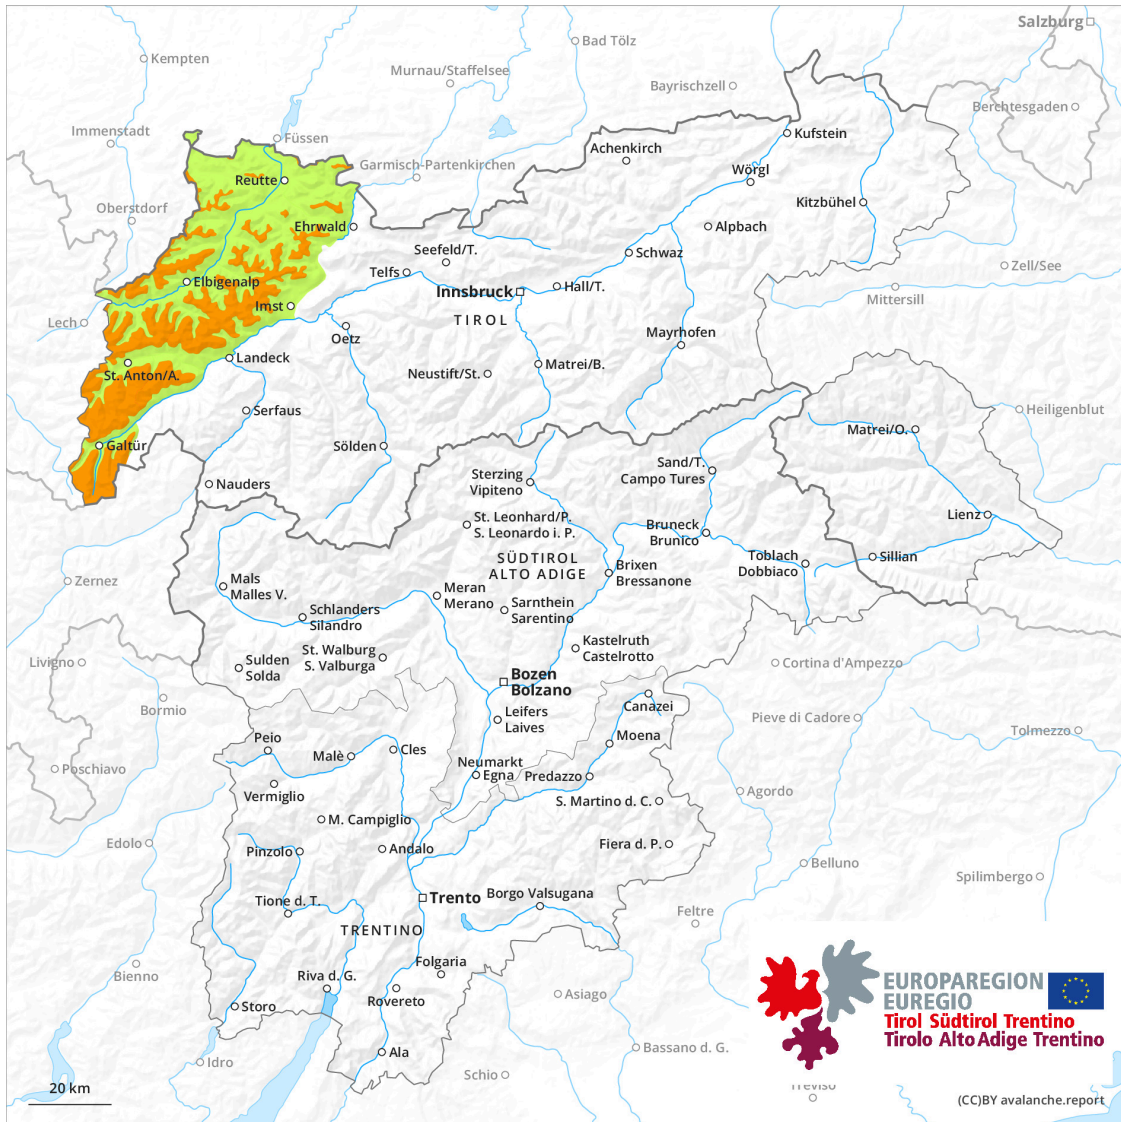 Salzburg
Bad Tölz
Kempten
Murnau/Staffelsee
Bayrischzell
Berchtesgaden
Immenstadt
Füssen
Kufstein
Achenkirch
Garmisch-Partenkirchen
Wörgl
Reutte
Oberstdorf
Kitzbühel
Ehrwald
Alpbach
Seefeld/T.
Schwaz
Telfs
Zell/See
Elbigenalp
Innsbruck
Hall/T.
Mittersill
Imst
TIROL
Lech
Oetz
Mayrhofen
Landeck
Matrei/B.
St. Anton/A.
Neustift/St.
Serfaus
Heiligenblut
Matrei/O.
Galtür
Sölden
Sand/T.
Campo Tures
Sterzing
Vipiteno
Nauders
St. Leonhard/P.
S. Leonardo i. P.
Lienz
Bruneck
Brunico
SÜDTIROL
ALTO ADIGE
Toblach
Dobbiaco
Sillian
Brixen
Bressanone
Zernez
Mals
Malles V.
Meran
Merano
Sarnthein
Sarentino
Schlanders
Silandro
Kastelruth
Castelrotto
St. Walburg
S. Valburga
Livigno
Sulden
Solda
Cortina d'Ampezzo
Bozen
Bolzano
Bormio
Canazei
Leifers
Laives
Pieve di Cadore
Tolmezzo
Peio
Moena
Malè
Cles
Neumarkt
Egna
Predazzo
Poschiavo
Vermiglio
Agordo
S. Martino d. C.
M. Campiglio
Edolo
Pinzolo
Andalo
Fiera d. P.
Belluno
Spilimbergo
Trento
Borgo Valsugana
Tione d. T.
Feltre
TRENTINO
Folgaria
Bienno
Riva d. G.
Rovereto
Asiago
Storo
EUROPAREGION
EUREGIO
Tirol Südtirol Trentino
Tirolo Alto Adige Trentino
Ala
Bassano d. G.
Idro
Schio
Treviso
20 km
(CC)BY avalanche.report